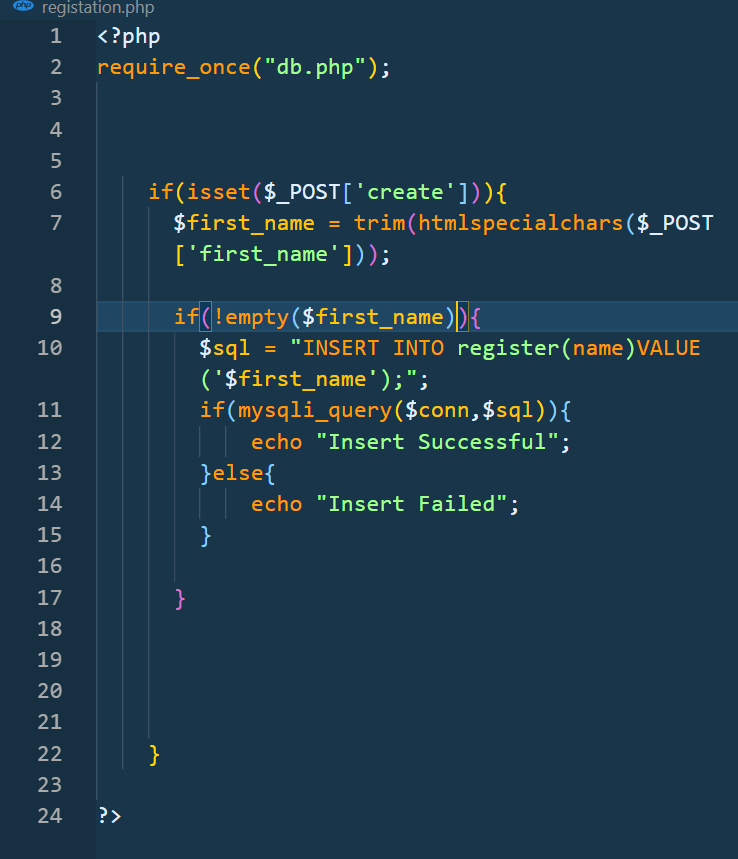 php registation.php
1 <?php
2 require_once("db.php");
3
4
5
6 if(isset($_POST['create'])){
7 $first_name = trim(htmlspecialchars($_POST
['first_name']));
8
9 if(!empty($first_name)){
10 $sql = "INSERT INTO register(name)VALUE
('$first_name');";
11 if(mysqli_query($conn,$sql)){
12 echo "Insert Successful";
13 }else{
14 echo "Insert Failed";
15 }
16
17 }
18
19
20
21
22 }
23
24 ?>